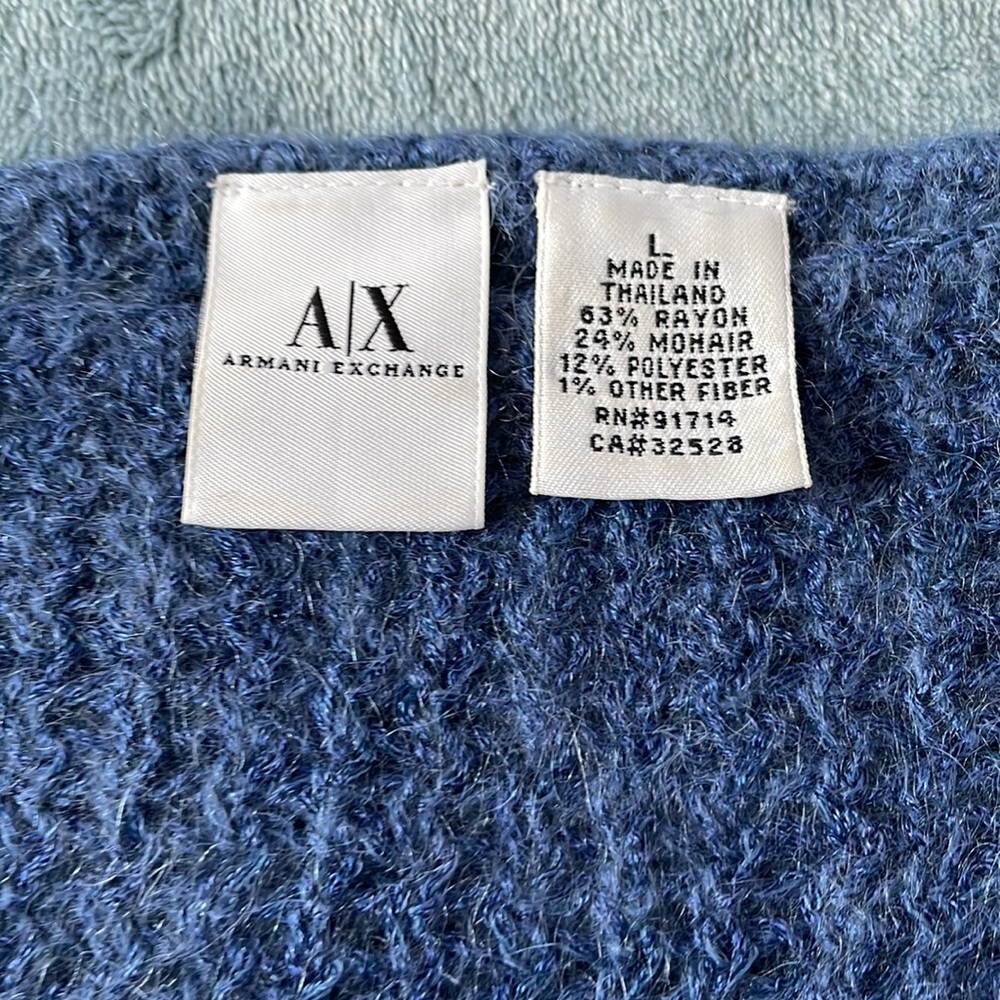 A|X
ARMANI EXCHANGE
L
MADE IN
THAILAND
63% RAYON
24% MOHAIR
12% POLYESTER
1% OTHER FIBER
RN#91714
CA#32528